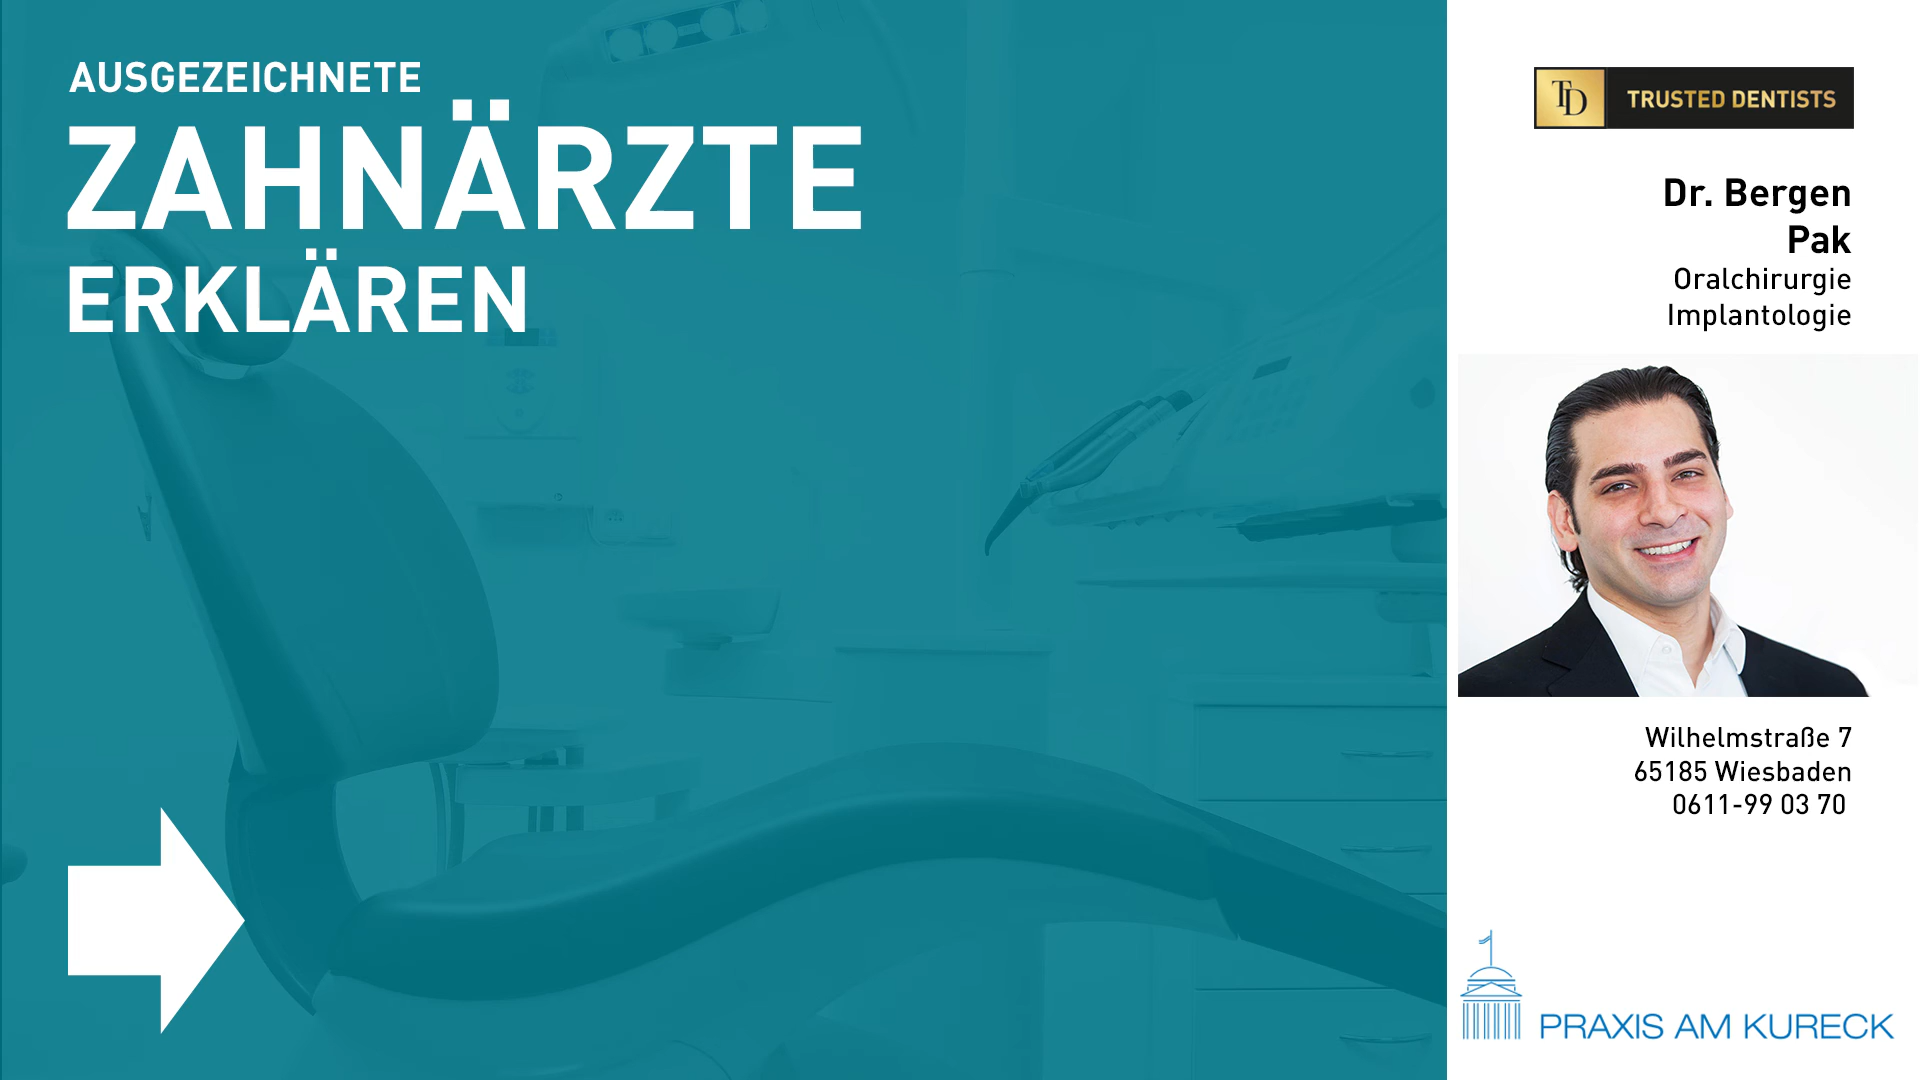 AUSGEZEICHNETE
ZAHNÄRZTE
ERKLÄREN
TD TRUSTED DENTISTS
Dr. Bergen
Pak
Oralchirurgie
Implantologie
Wilhelmstraße 7
65185 Wiesbaden
0611-99 03 70
PRAXIS AM KURECK